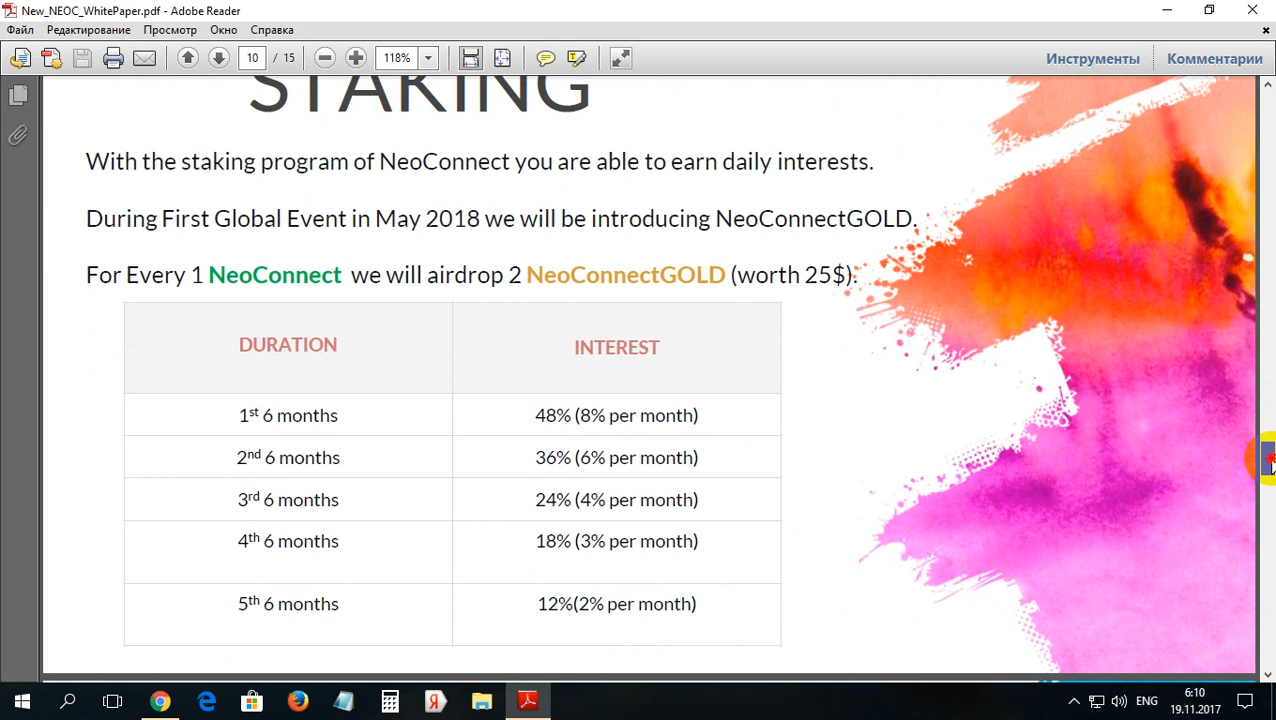 New_NEOC_WhitePaper.pdf - Adobe Reader
Файл Редактирование Просмотр Окно Справка
10 / 15 118% Инструменты Комментарии
STAKING
With the staking program of NeoConnect you are able to earn daily interests.
During First Global Event in May 2018 we will be introducing NeoConnectGOLD.
For Every 1 NeoConnect we will airdrop 2 NeoConnectGOLD (worth 25$).
DURATION INTEREST
1st 6 months 48% (8% per month)
2nd 6 months 36% (6% per month)
3rd 6 months 24% (4% per month)
4th 6 months 18% (3% per month)
5th 6 months 12%(2% per month)
ENG
6:10
19.11.2017